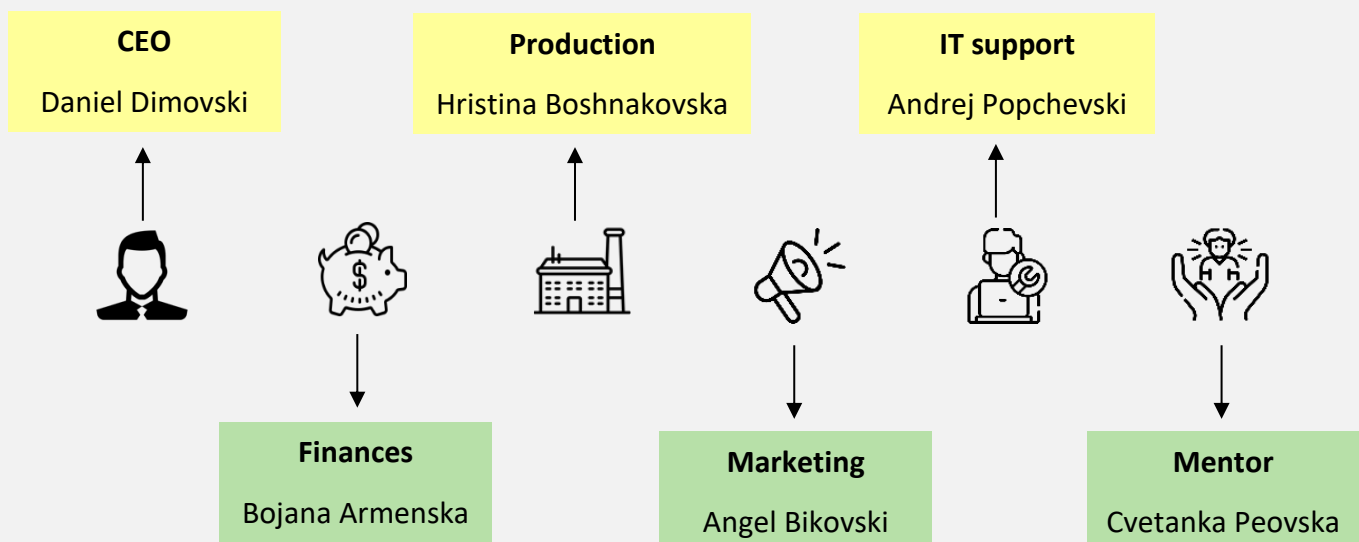 CEO
Daniel Dimovski
Production
Hristina Boshnakovska
IT support
Andrej Popchevski
$
Finances
Bojana Armenska
Marketing
Angel Bikovski
Mentor
Cvetanka Peovska